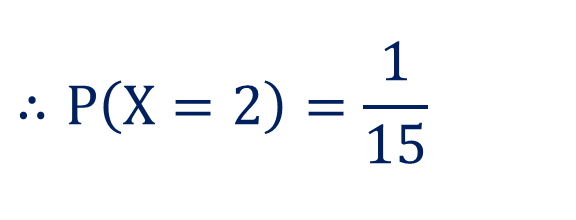 ∴ P(X = 2) = 1/15